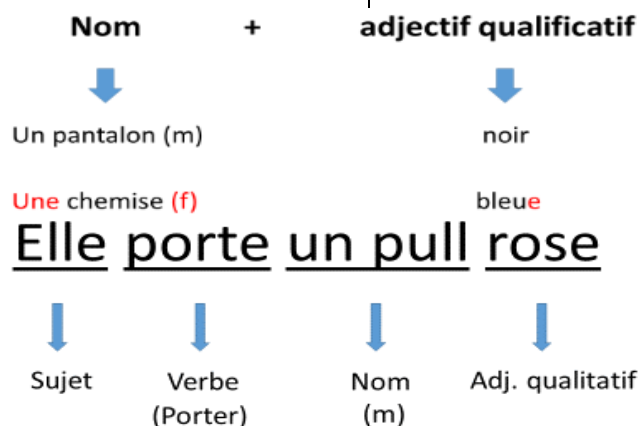 Nom + adjectif qualificatif
Un pantalon (m) noir
Une chemise (f) bleue
Elle porte un pull rose
Sujet Verbe Nom Adj. qualitatif
(Porter) (m)